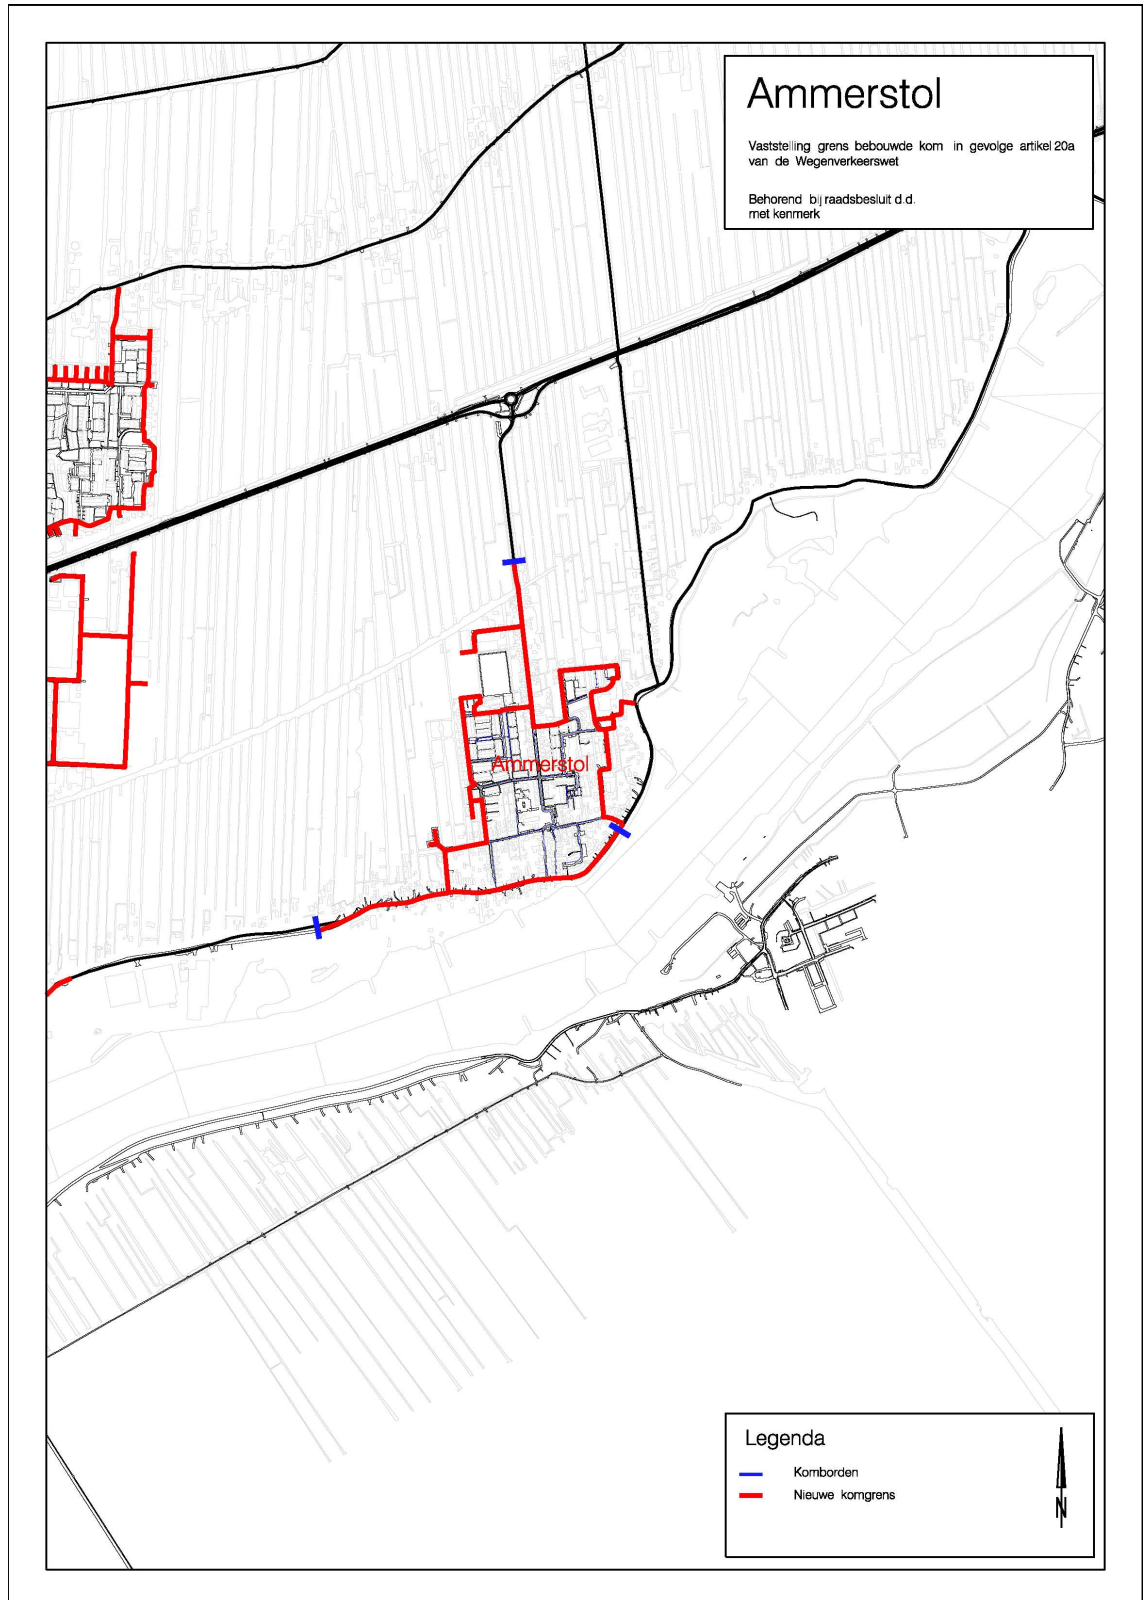 Ammerstol
Vaststelling grens bebouwde kom in gevolge artikel 20a
van de Wegenverkeerswet
Behorend bij raadsbesluit d.d.
met kenmerk
Ammerstol
Legenda
Komborden
Nieuwe komgrens
N